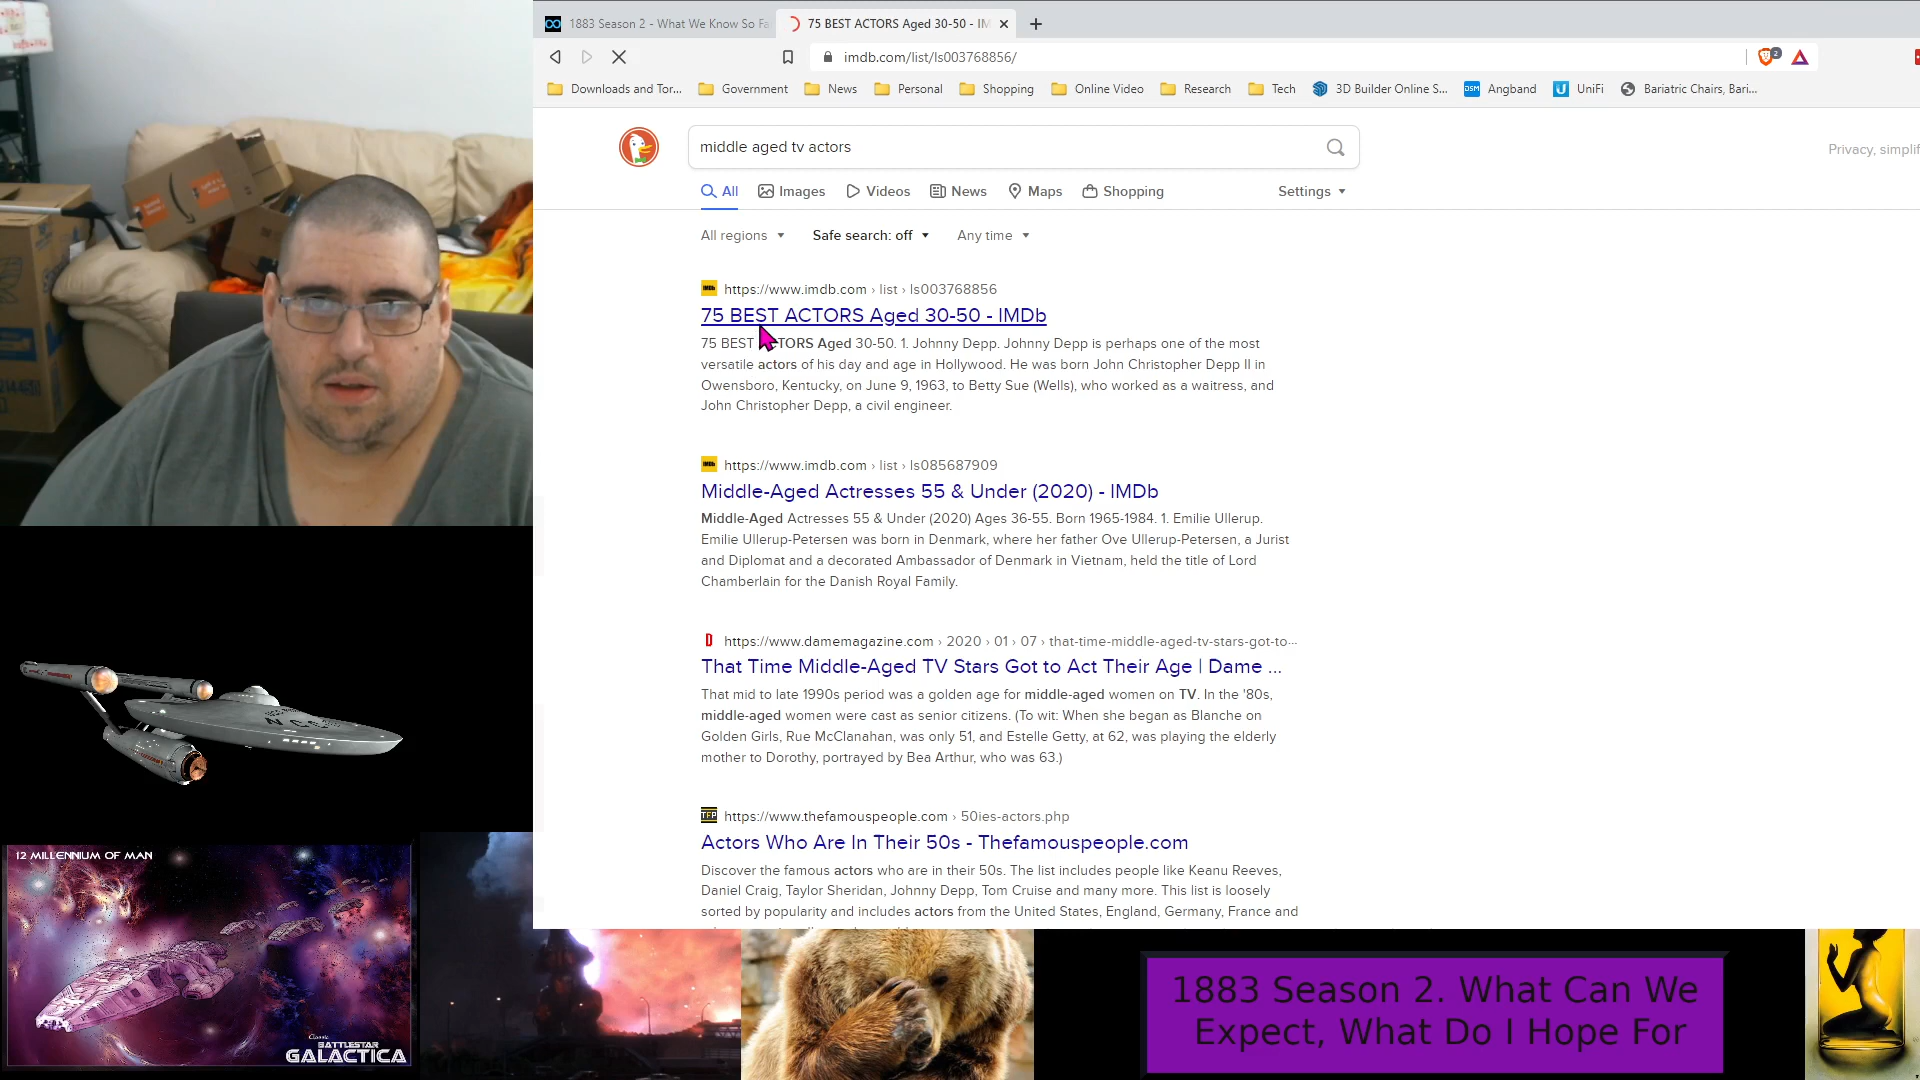 1883 Season 2 - What We Know So Fa
75 BEST ACTORS Aged 30-50 - IM
imdb.com/list/ls003768856/
2
Downloads and Tor...
Government
News
Personal
Shopping
Online Video
Research
Tech
3D Builder Online S...
DSM
Angband
UniFi
Bariatric Chairs, Bari...
middle aged tv actors
Privacy, simplif
All
Images
Videos
News
Maps
Shopping
Settings
All regions
Safe search: off
Any time
IMDb
https://www.imdb.com › list › ls003768856
75 BEST ACTORS Aged 30-50 - IMDb
75 BEST TORS Aged 30-50. 1. Johnny Depp. Johnny Depp is perhaps one of the most
versatile actors of his day and age in Hollywood. He was born John Christopher Depp II in
Owensboro, Kentucky, on June 9, 1963, to Betty Sue (Wells), who worked as a waitress, and
John Christopher Depp, a civil engineer.
IMDb
https://www.imdb.com › list › ls085687909
Middle-Aged Actresses 55 & Under (2020) - IMDb
Middle-Aged Actresses 55 & Under (2020) Ages 36-55. Born 1965-1984. 1. Emilie Ullerup.
Emilie Ullerup-Petersen was born in Denmark, where her father Ove Ullerup-Petersen, a Jurist
and Diplomat and a decorated Ambassador of Denmark in Vietnam, held the title of Lord
Chamberlain for the Danish Royal Family.
D
https://www.damemagazine.com › 2020 › 01 › 07 › that-time-middle-aged-tv-stars-got-to...
That Time Middle-Aged TV Stars Got to Act Their Age | Dame ...
That mid to late 1990s period was a golden age for middle-aged women on TV. In the '80s,
middle-aged women were cast as senior citizens. (To wit: When she began as Blanche on
Golden Girls, Rue McClanahan, was only 51, and Estelle Getty, at 62, was playing the elderly
mother to Dorothy, portrayed by Bea Arthur, who was 63.)
TFP
https://www.thefamouspeople.com › 50ies-actors.php
Actors Who Are In Their 50s - Thefamouspeople.com
Discover the famous actors who are in their 50s. The list includes people like Keanu Reeves,
Daniel Craig, Taylor Sheridan, Johnny Depp, Tom Cruise and many more. This list is loosely
sorted by popularity and includes actors from the United States, England, Germany, France and
12 MILLENNIUM OF MAN
Classic
BATTLESTAR
GALACTICA
1883 Season 2. What Can We
Expect, What Do I Hope For